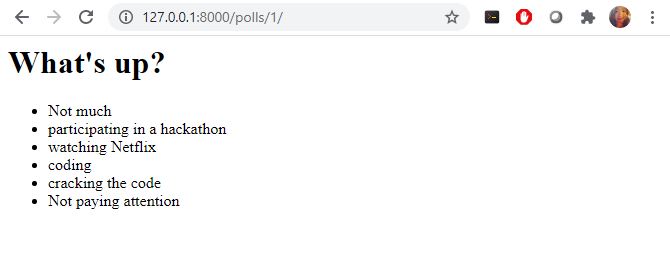 127.0.0.1:8000/polls/1/
What's up?
Not much
participating in a hackathon
watching Netflix
coding
cracking the code
Not paying attention